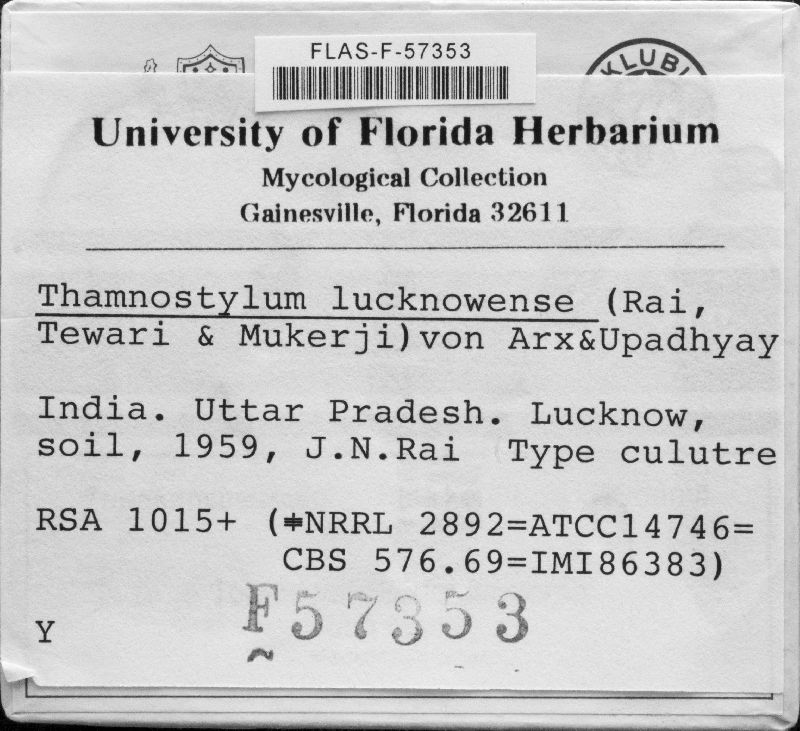 FLAS-F-57353
KLUB
University of Florida Herbarium
Mycological Collection
Gainesville, Florida 32611
Thamnostylum lucknowense (Rai,
Tewari & Mukerji)von Arx&Upadhyay
India. Uttar Pradesh. Lucknow,
soil, 1959, J.N.Rai Type culutre
RSA 1015+ (=NRRL 2892=ATCC14746=
CBS 576.69=IMI86383)
F57353
Y